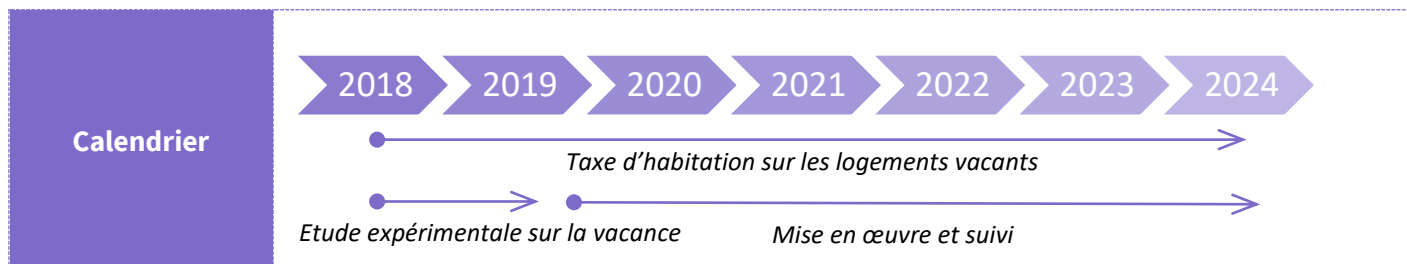 Calendrier
2018 2019 2020 2021 2022 2023 2024
Taxe d'habitation sur les logements vacants
Etude expérimentale sur la vacance
Mise en œuvre et suivi